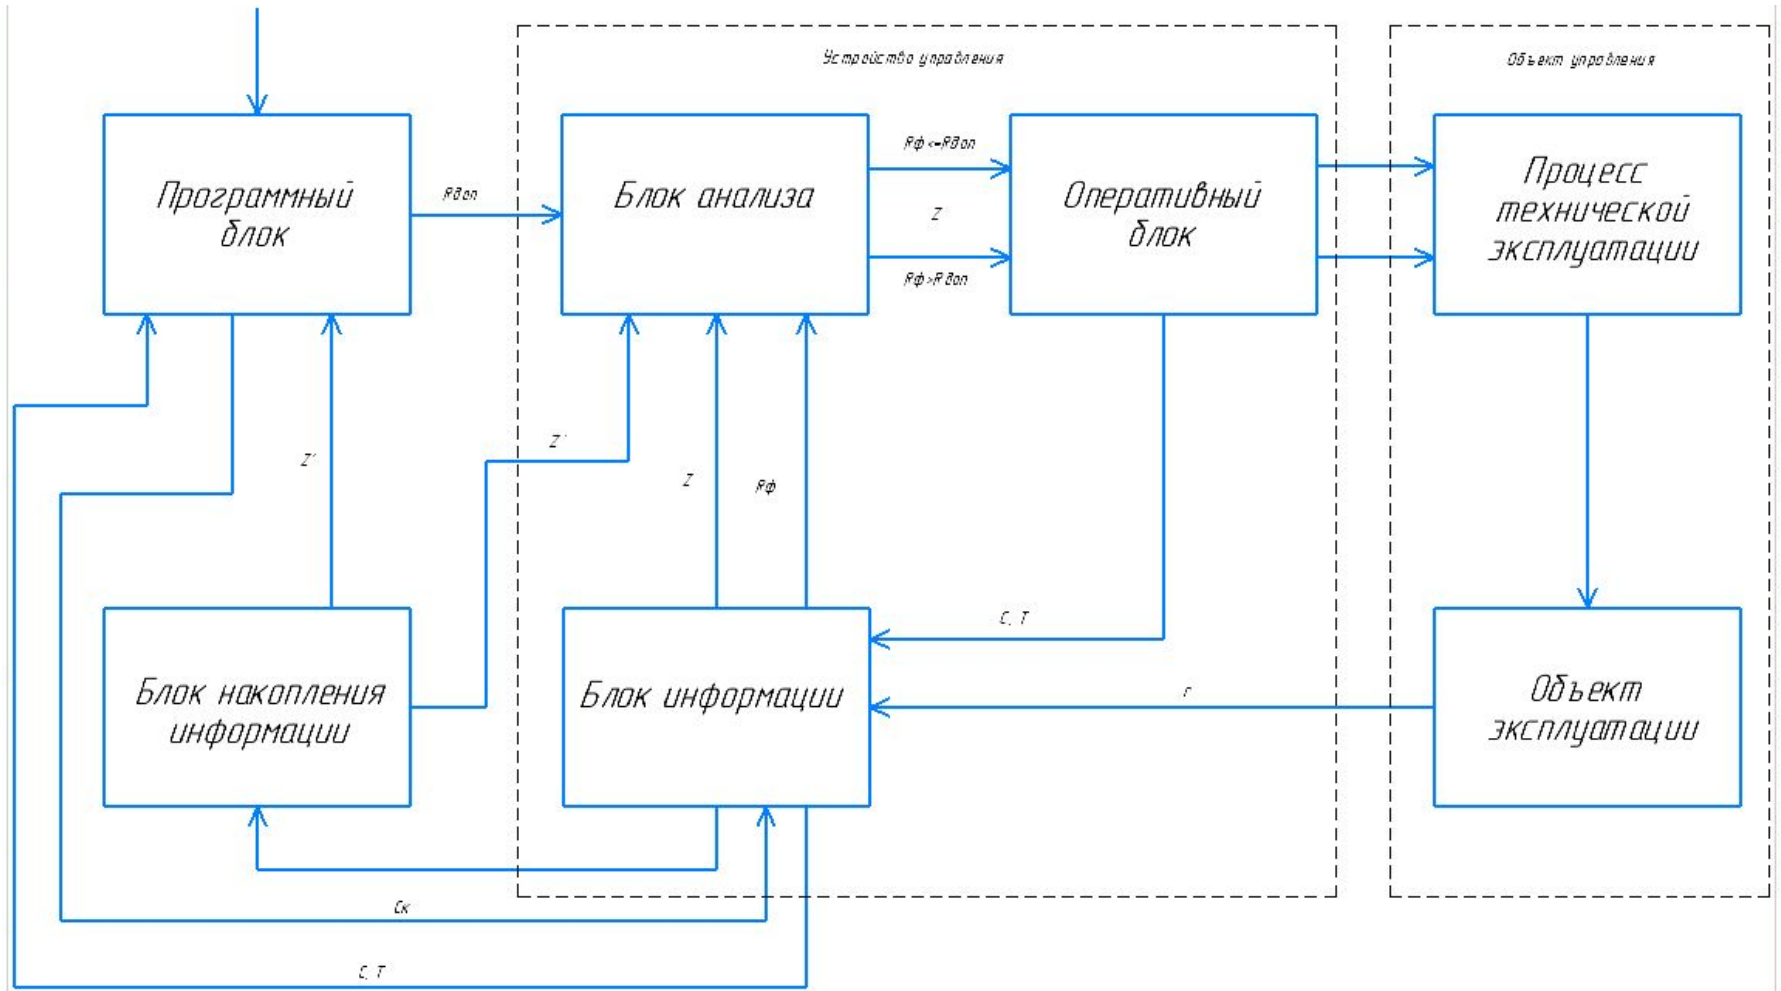 Устройство управления
Объект управления
Программный
блок
Rдоп
Блок анализа
Rф<=Rдоп
Z
Rф>Rдоп
Оперативный
блок
Процесс
технической
эксплуатации
Z'
Z'
Z
Rф
C, T
Блок накопления
информации
Блок информации
r
Объект
эксплуатации
Ск
C, T